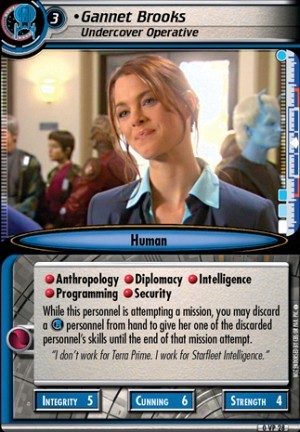 3 •Gannet Brooks
Undercover Operative
Human
•Anthropology •Diplomacy •Intelligence
•Programming •Security
While this personnel is attempting a mission, you may discard
a personnel from hand to give her one of the discarded
personnel's skills until the end of that mission attempt.
"I don't work for Terra Prime. I work for Starfleet Intelligence."
INTEGRITY 5 CUNNING 6 STRENGTH 4